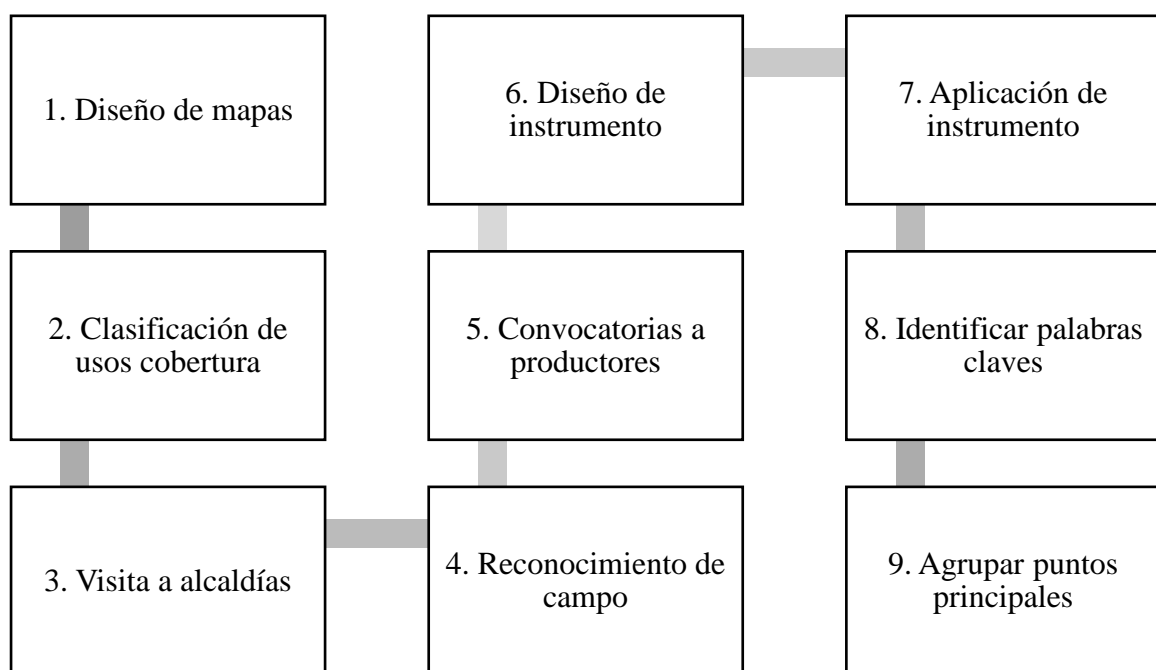 1. Diseño de mapas
2. Clasificación de
usos cobertura
3. Visita a alcaldías
4. Reconocimiento de
campo
5. Convocatorias a
productores
6. Diseño de
instrumento
7. Aplicación de
instrumento
8. Identificar palabras
claves
9. Agrupar puntos
principales